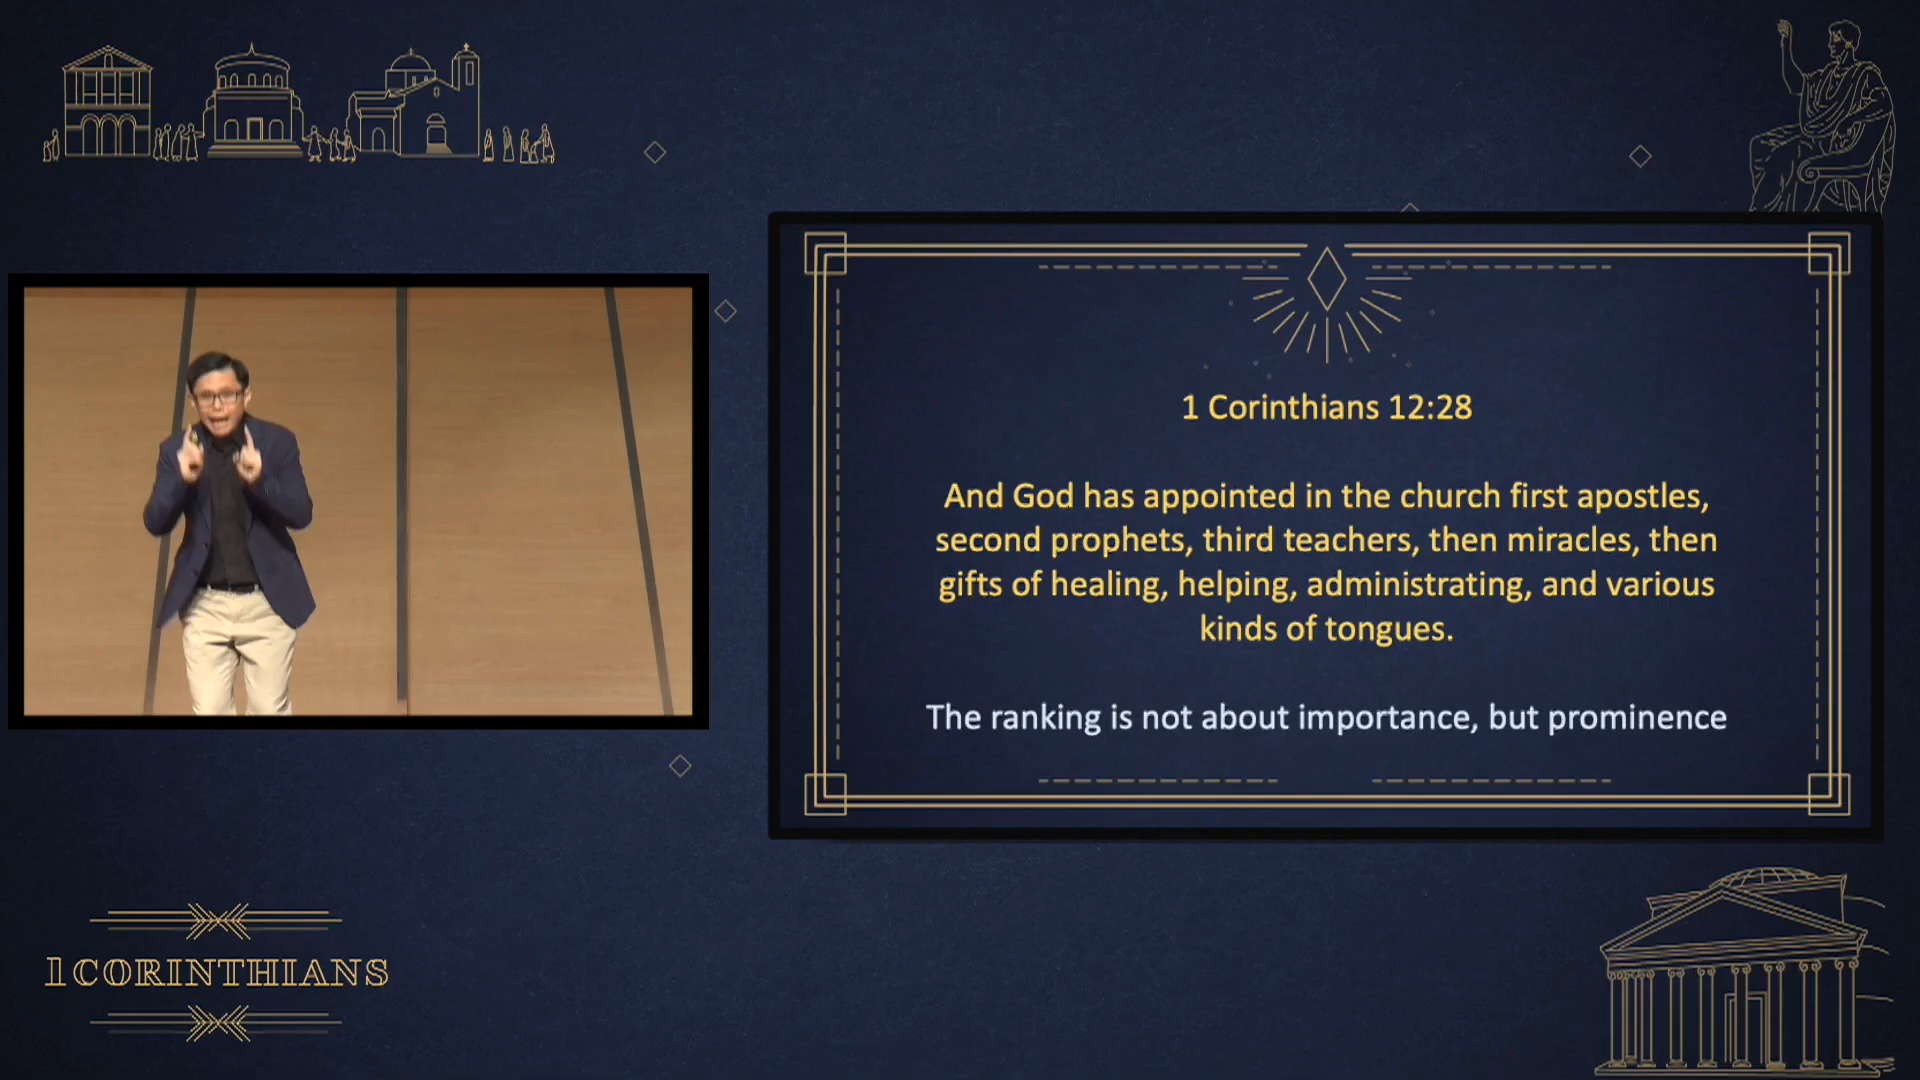 1 Corinthians 12:28
And God has appointed in the church first apostles,
second prophets, third teachers, then miracles, then
gifts of healing, helping, administrating, and various
kinds of tongues.
The ranking is not about importance, but prominence
1 CORINTHIANS